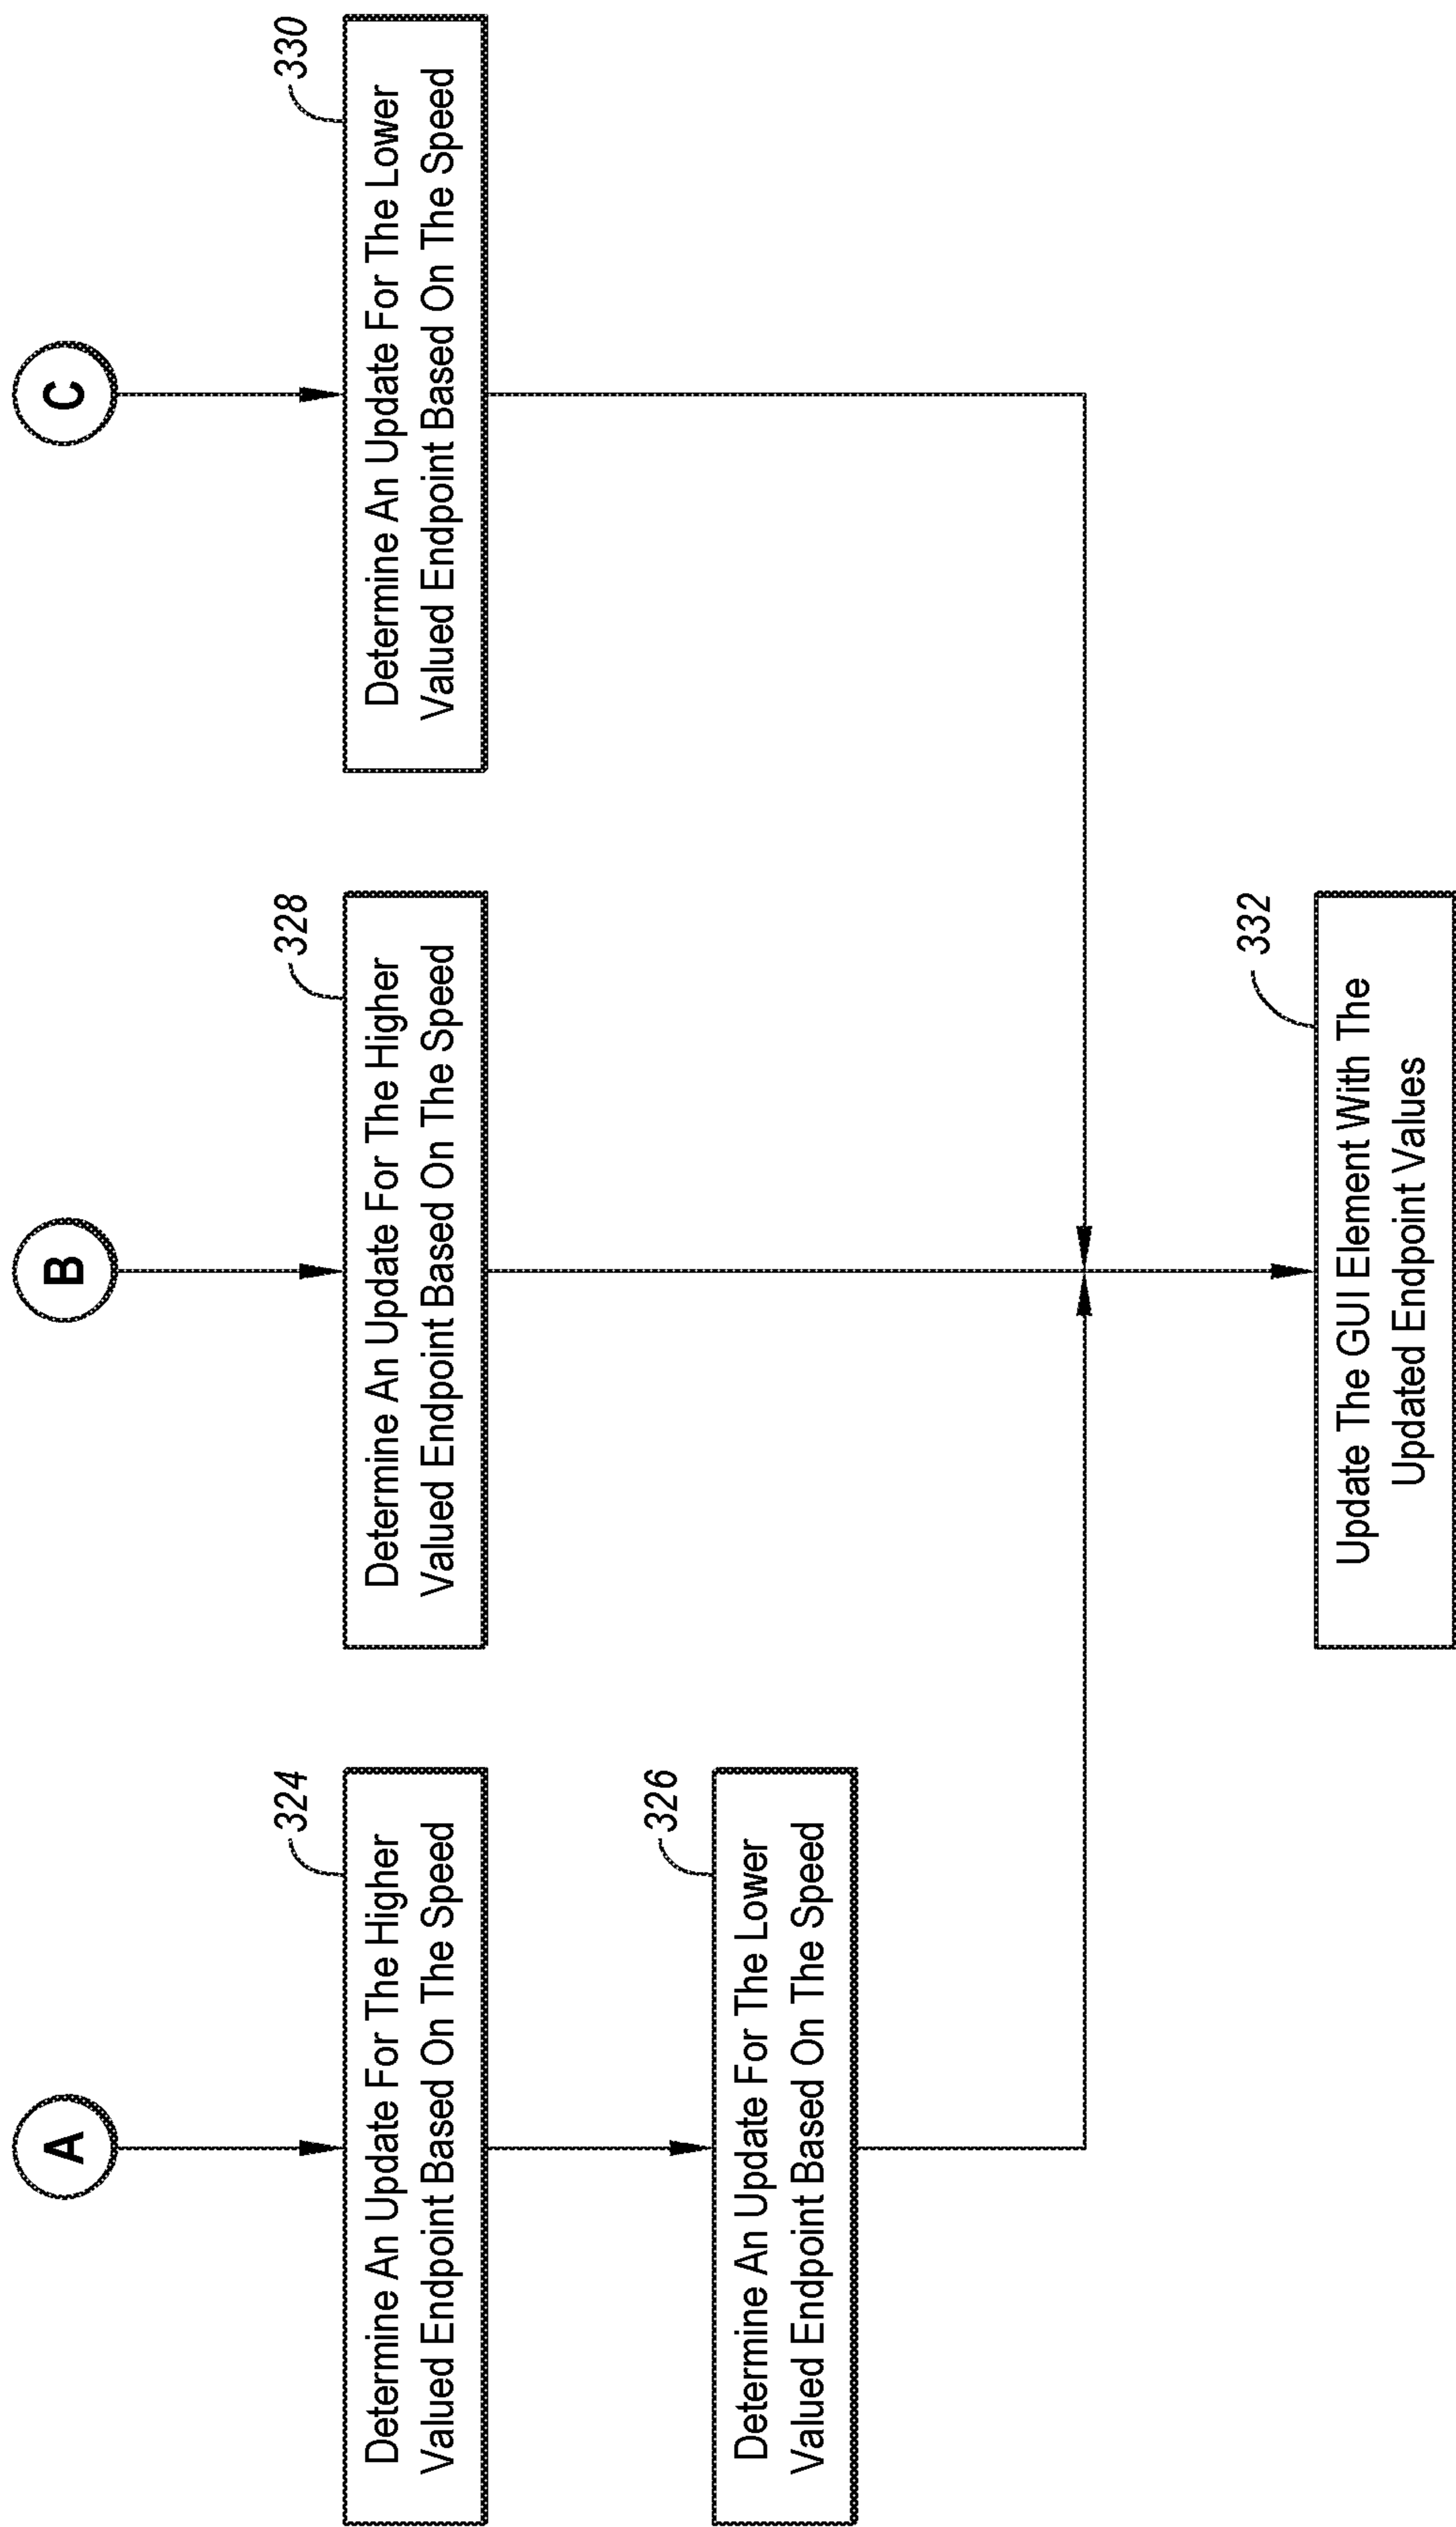 A
B
C
324
Determine An Update For The Higher
Valued Endpoint Based On The Speed
328
Determine An Update For The Higher
Valued Endpoint Based On The Speed
330
Determine An Update For The Lower
Valued Endpoint Based On The Speed
326
Determine An Update For The Lower
Valued Endpoint Based On The Speed
332
Update The GUI Element With The
Updated Endpoint Values